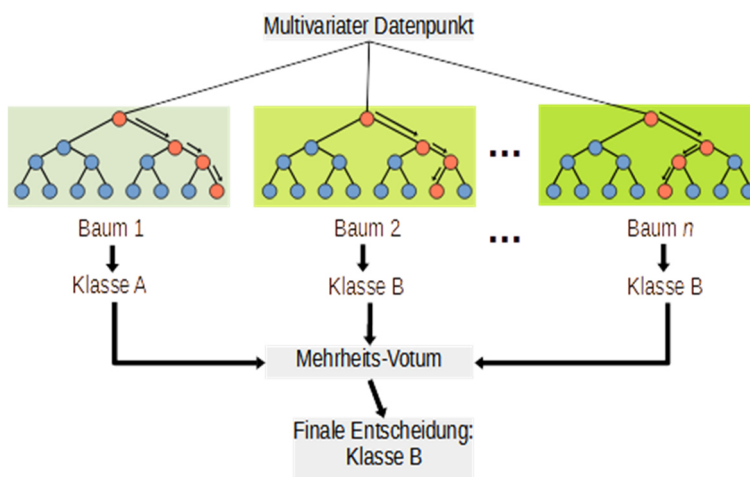 Multivariater Datenpunkt
...
Baum 1
Baum 2
...
Baum n
Klasse A
Klasse B
Klasse B
Mehrheits-Votum
Finale Entscheidung:
Klasse B